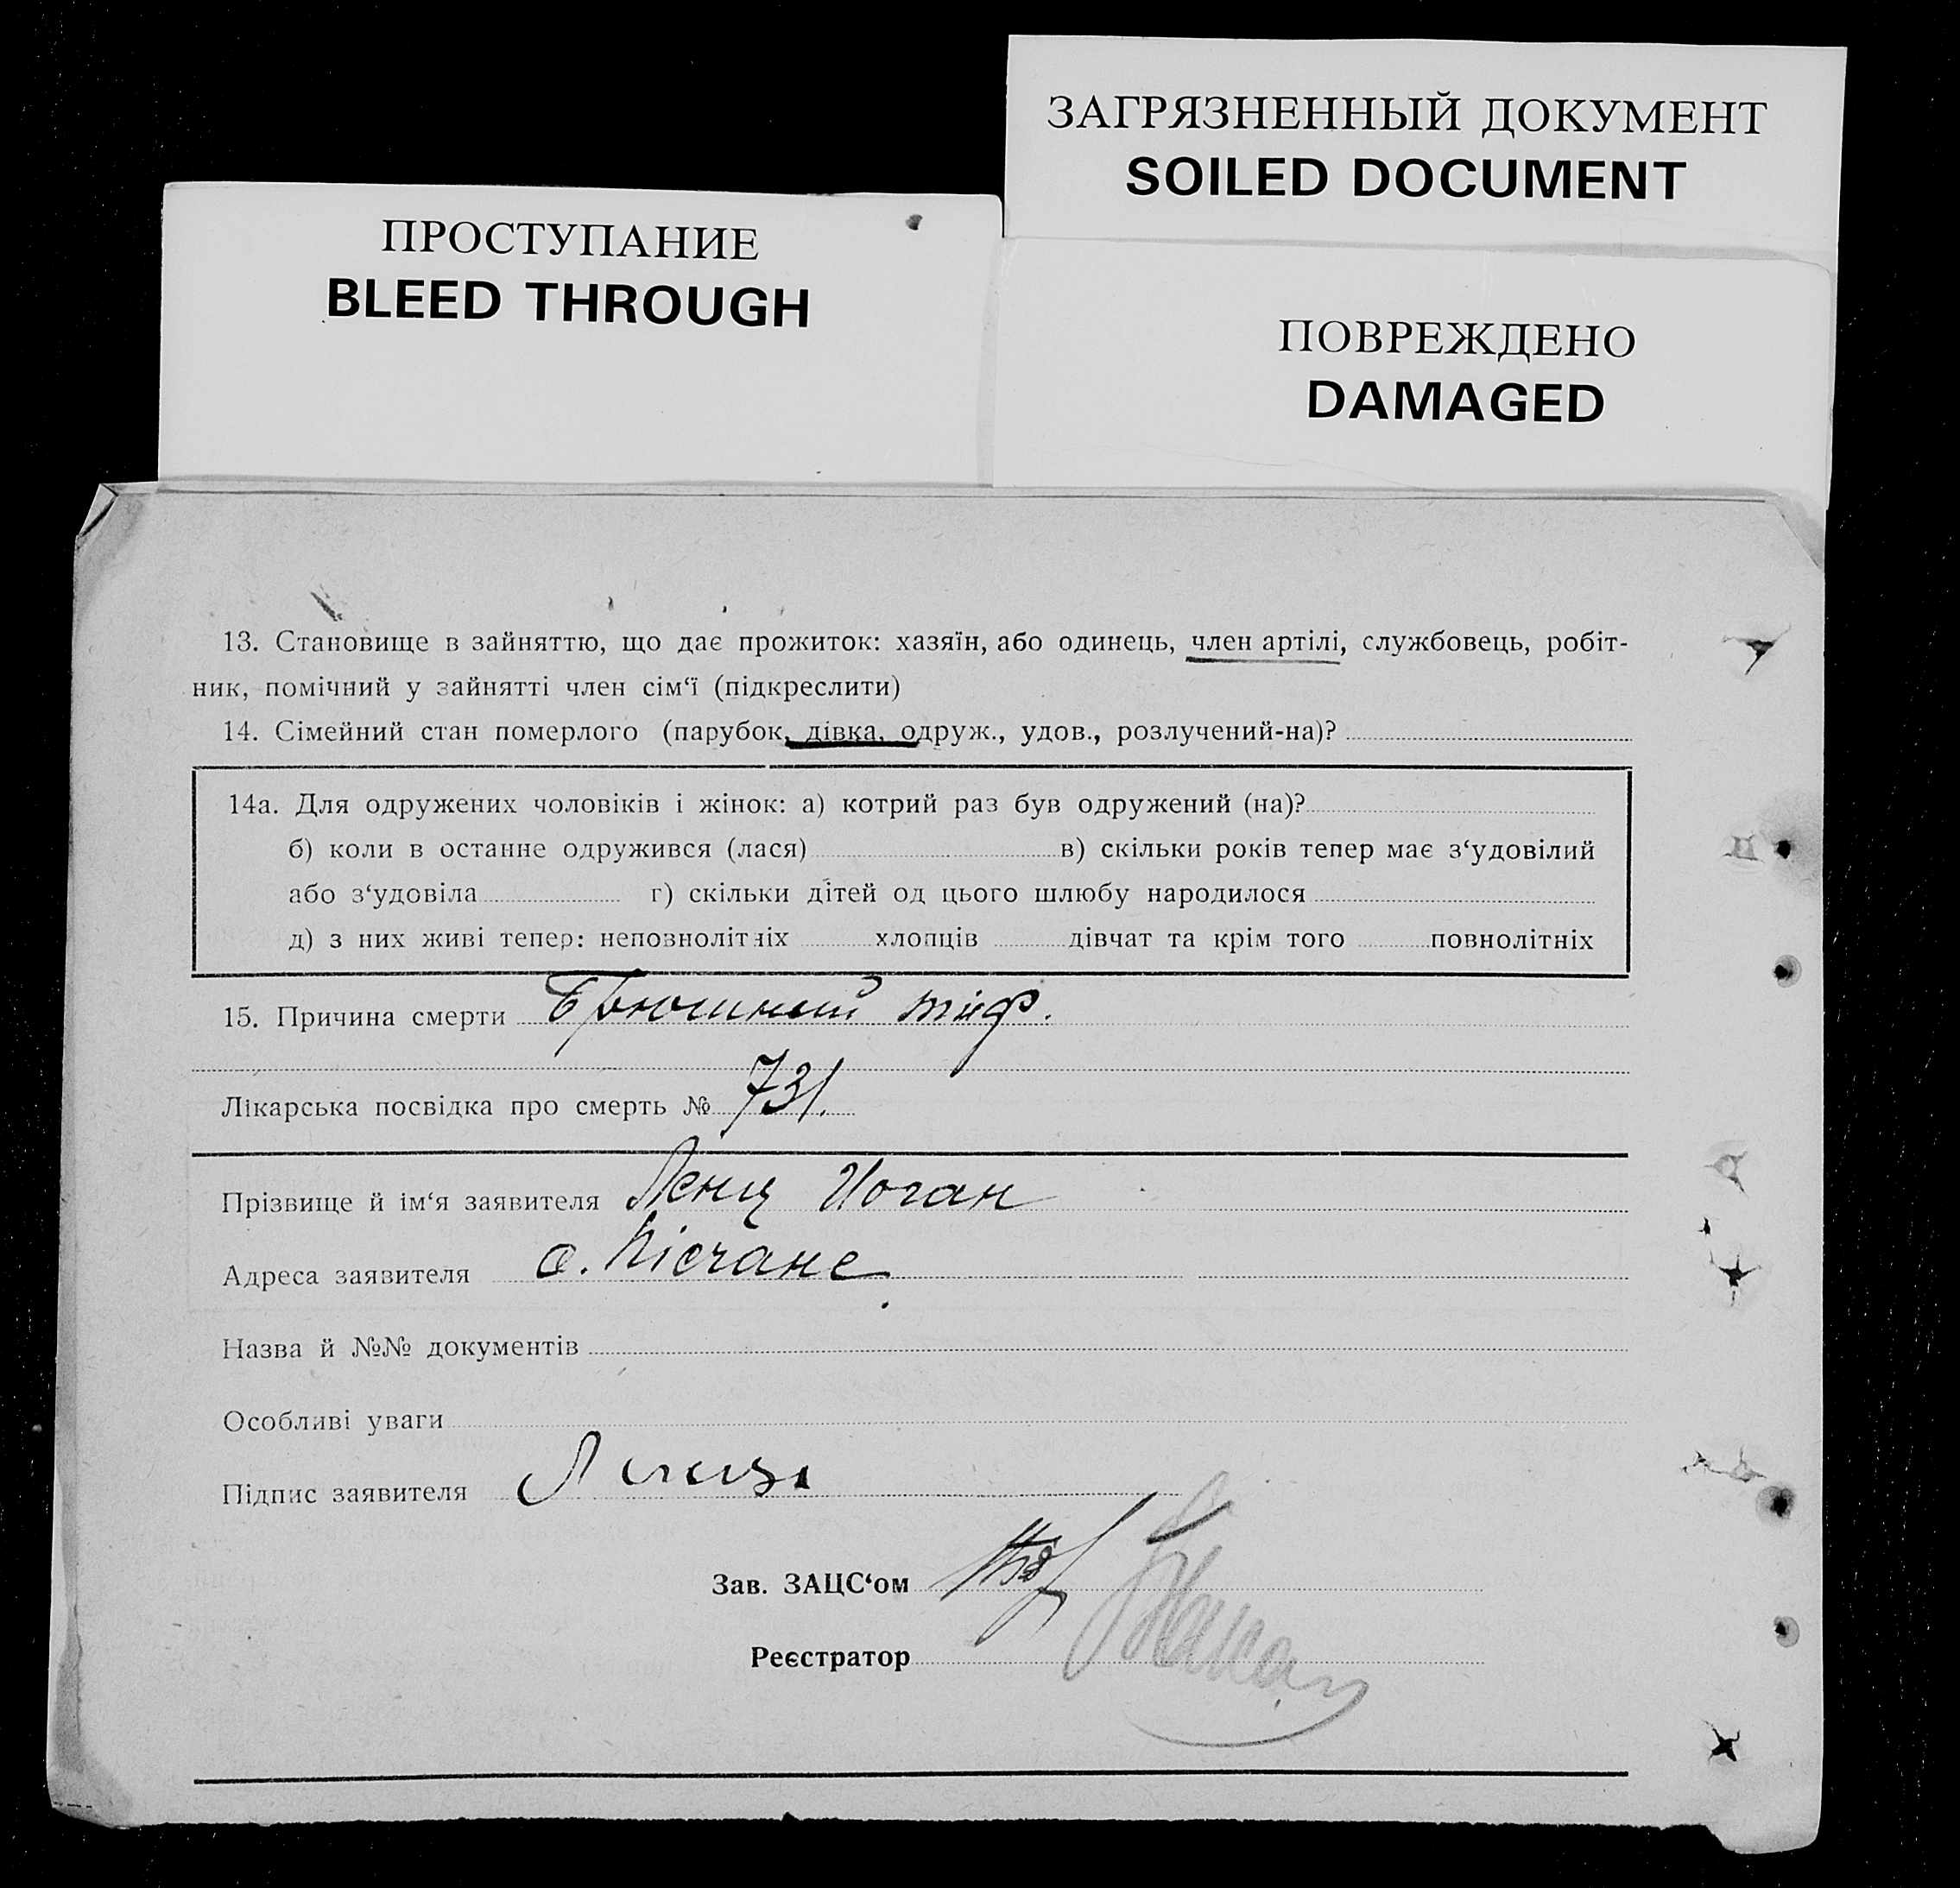 ЗАГРЯЗНЕННЫЙ ДОКУМЕНТ
SOILED DOCUMENT
ПРОСТУПАНИЕ
BLEED THROUGH
ПОВРЕЖДЕНО
DAMAGED
13. Становище в зайняттю, що дає прожиток: хазяїн, або одинець, член артілі, службовець, робіт-
ник, помічний у зайнятті член сім‘ї (підкреслити)
14. Сімейний стан померлого (парубок, дівка, одруж., удов., розлучений-на)?
14а. Для одружених чоловіків і жінок: а) котрий раз був одружений (на)?
б) коли в останне одружився (лася) в) скільки років тепер має з‘удовілий
або з‘удовіла г) скільки дітей од цього шлюбу народилося
д) з них живі тепер: неповнолітніх хлопців дівчат та крім того повнолітніх
15. Причина смерти Брюшний тиф.
Лікарська посвідка про смерть № 731.
Прізвище й ім‘я заявителя Ленц Иоган
Адреса заявителя с. Пісчане
Назва й №№ документів
Особливі уваги
Підпис заявителя Ленц
Зав. ЗАЦС‘ом
Реєстратор